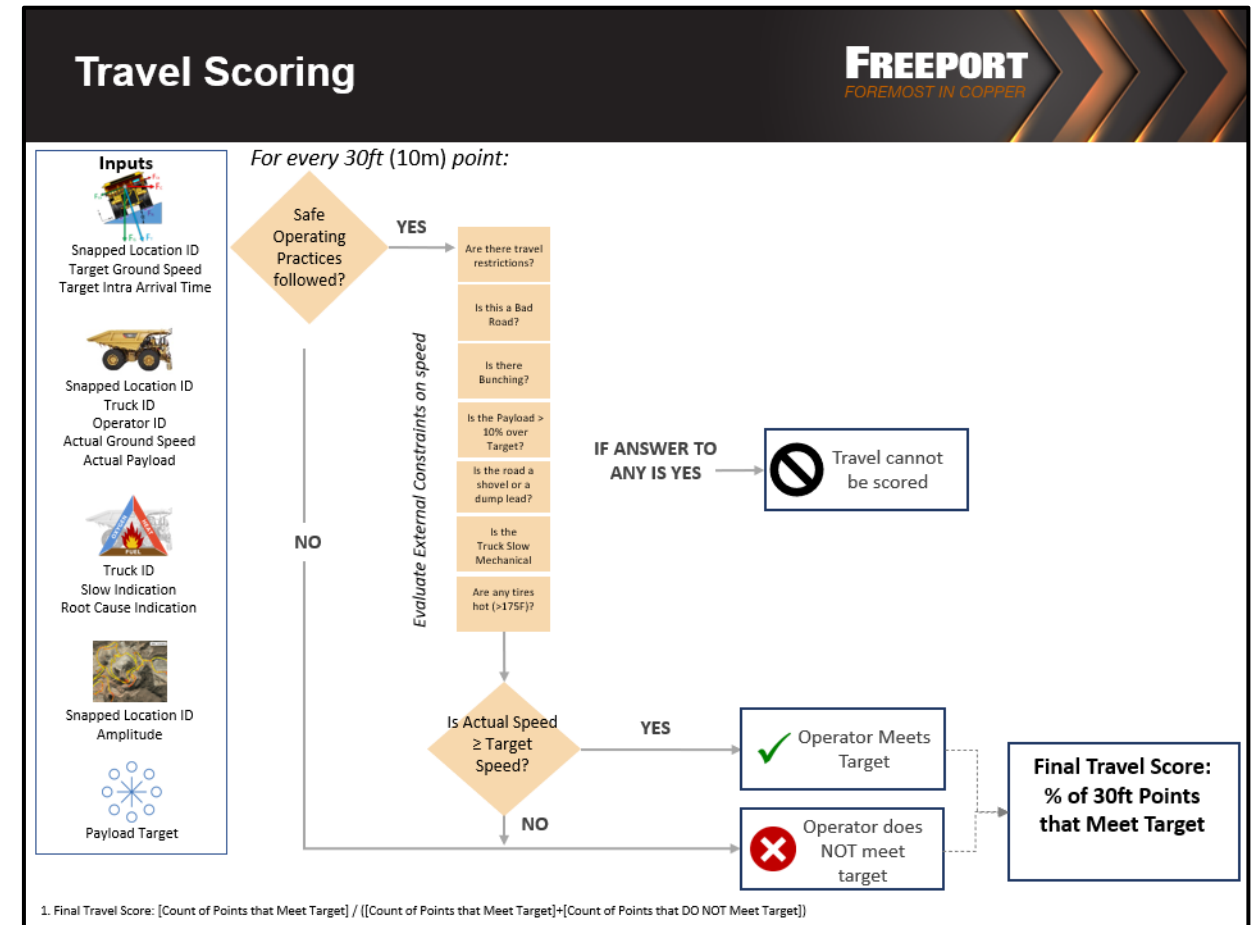 Travel Scoring
FREEPORT
FOREMOST IN COPPER
Inputs
Snapped Location ID
Target Ground Speed
Target Intra Arrival Time
Snapped Location ID
Truck ID
Operator ID
Actual Ground Speed
Actual Payload
OXYGEN
HEAT
FUEL
Truck ID
Slow Indication
Root Cause Indication
Snapped Location ID
Amplitude
Payload Target
For every 30ft (10m) point:
Safe
Operating
Practices
followed?
YES
NO
Evaluate External Constraints on speed
Are there travel
restrictions?
Is this a Bad
Road?
Is there
Bunching?
Is the Payload >
10% over
Target?
Is the road a
shovel or a
dump lead?
Is the
Truck Slow
Mechanical
Are any tires
hot (>175F)?
IF ANSWER TO
ANY IS YES
Travel cannot
be scored
Is Actual Speed
≥ Target
Speed?
YES
NO
Operator Meets
Target
Operator does
NOT meet
target
Final Travel Score:
% of 30ft Points
that Meet Target
1. Final Travel Score: [Count of Points that Meet Target] / ([Count of Points that Meet Target]+[Count of Points that DO NOT Meet Target])